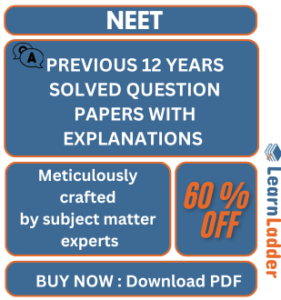 NEET
QA
PREVIOUS 12 YEARS
SOLVED QUESTION
PAPERS WITH
EXPLANATIONS
Meticulously
crafted
by subject matter
experts
60 %
OFF
BUY NOW : Download PDF
LearnLadder